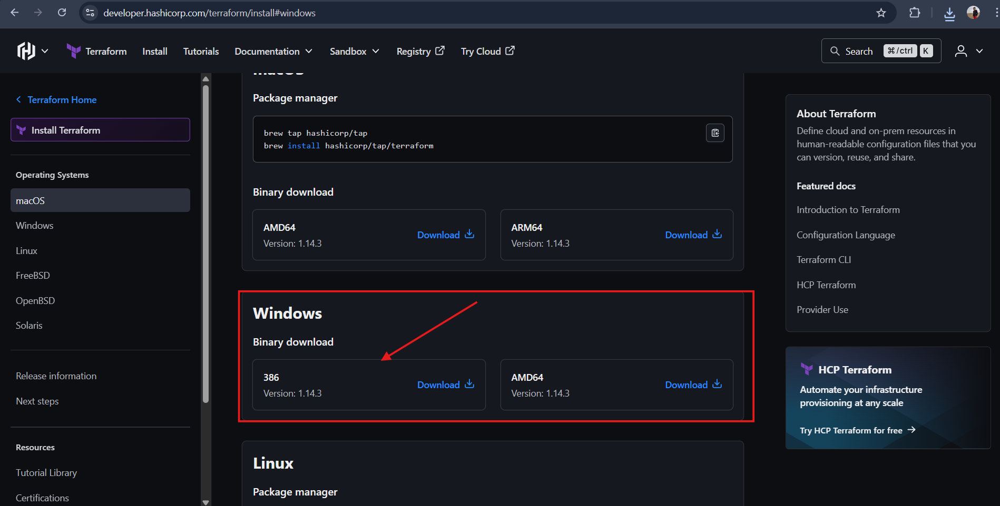 developer.hashicorp.com/terraform/install#windows
Terraform
Install
Tutorials
Documentation
Sandbox
Registry
Try Cloud
Search
⌘/ctrl
K
Terraform Home
Install Terraform
Operating Systems
macOS
Windows
Linux
FreeBSD
OpenBSD
Solaris
Release information
Next steps
Resources
Tutorial Library
Certifications
macOS
Package manager
brew tap hashicorp/tap
brew install hashicorp/tap/terraform
Binary download
AMD64
Version: 1.14.3
Download
ARM64
Version: 1.14.3
Download
Windows
Binary download
386
Version: 1.14.3
Download
AMD64
Version: 1.14.3
Download
Linux
Package manager
About Terraform
Define cloud and on-prem resources in
human-readable configuration files that you
can version, reuse, and share.
Featured docs
Introduction to Terraform
Configuration Language
Terraform CLI
HCP Terraform
Provider Use
HCP Terraform
Automate your infrastructure
provisioning at any scale
Try HCP Terraform for free